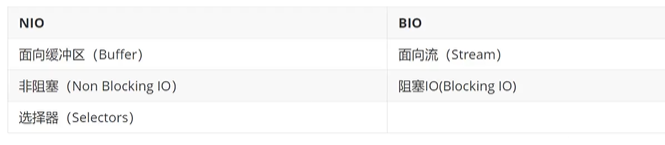 NIO BIO
面向缓冲区（Buffer） 面向流（Stream）
非阻塞（Non Blocking IO） 阻塞IO(Blocking IO)
选择器（Selectors）